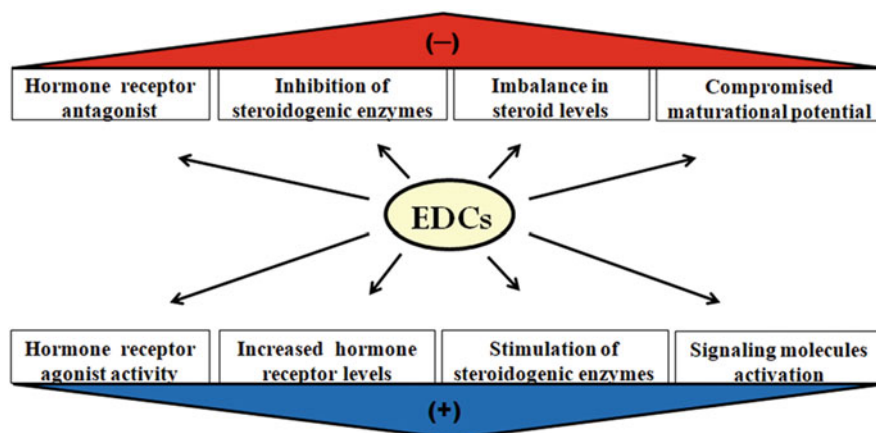 (−)
Hormone receptor
antagonist
Inhibition of
steroidogenic enzymes
Imbalance in
steroid levels
Compromised
maturational potential
EDCs
Hormone receptor
agonist activity
Increased hormone
receptor levels
Stimulation of
steroidogenic enzymes
Signaling molecules
activation
(+)